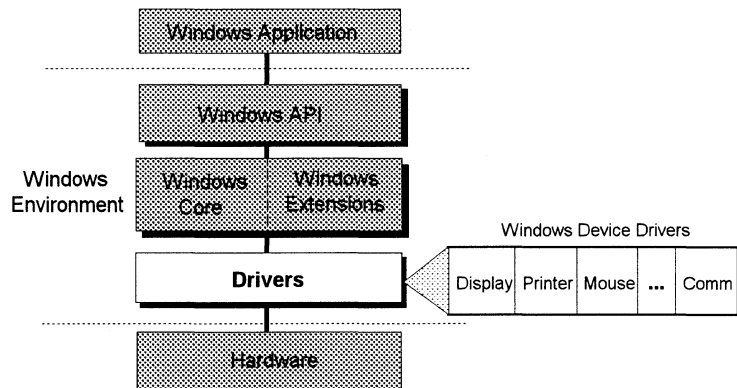 Windows Application
Windows API
Windows
Environment
Windows
Core
Windows
Extensions
Windows Device Drivers
Drivers
Display
Printer
Mouse
...
Comm
Hardware